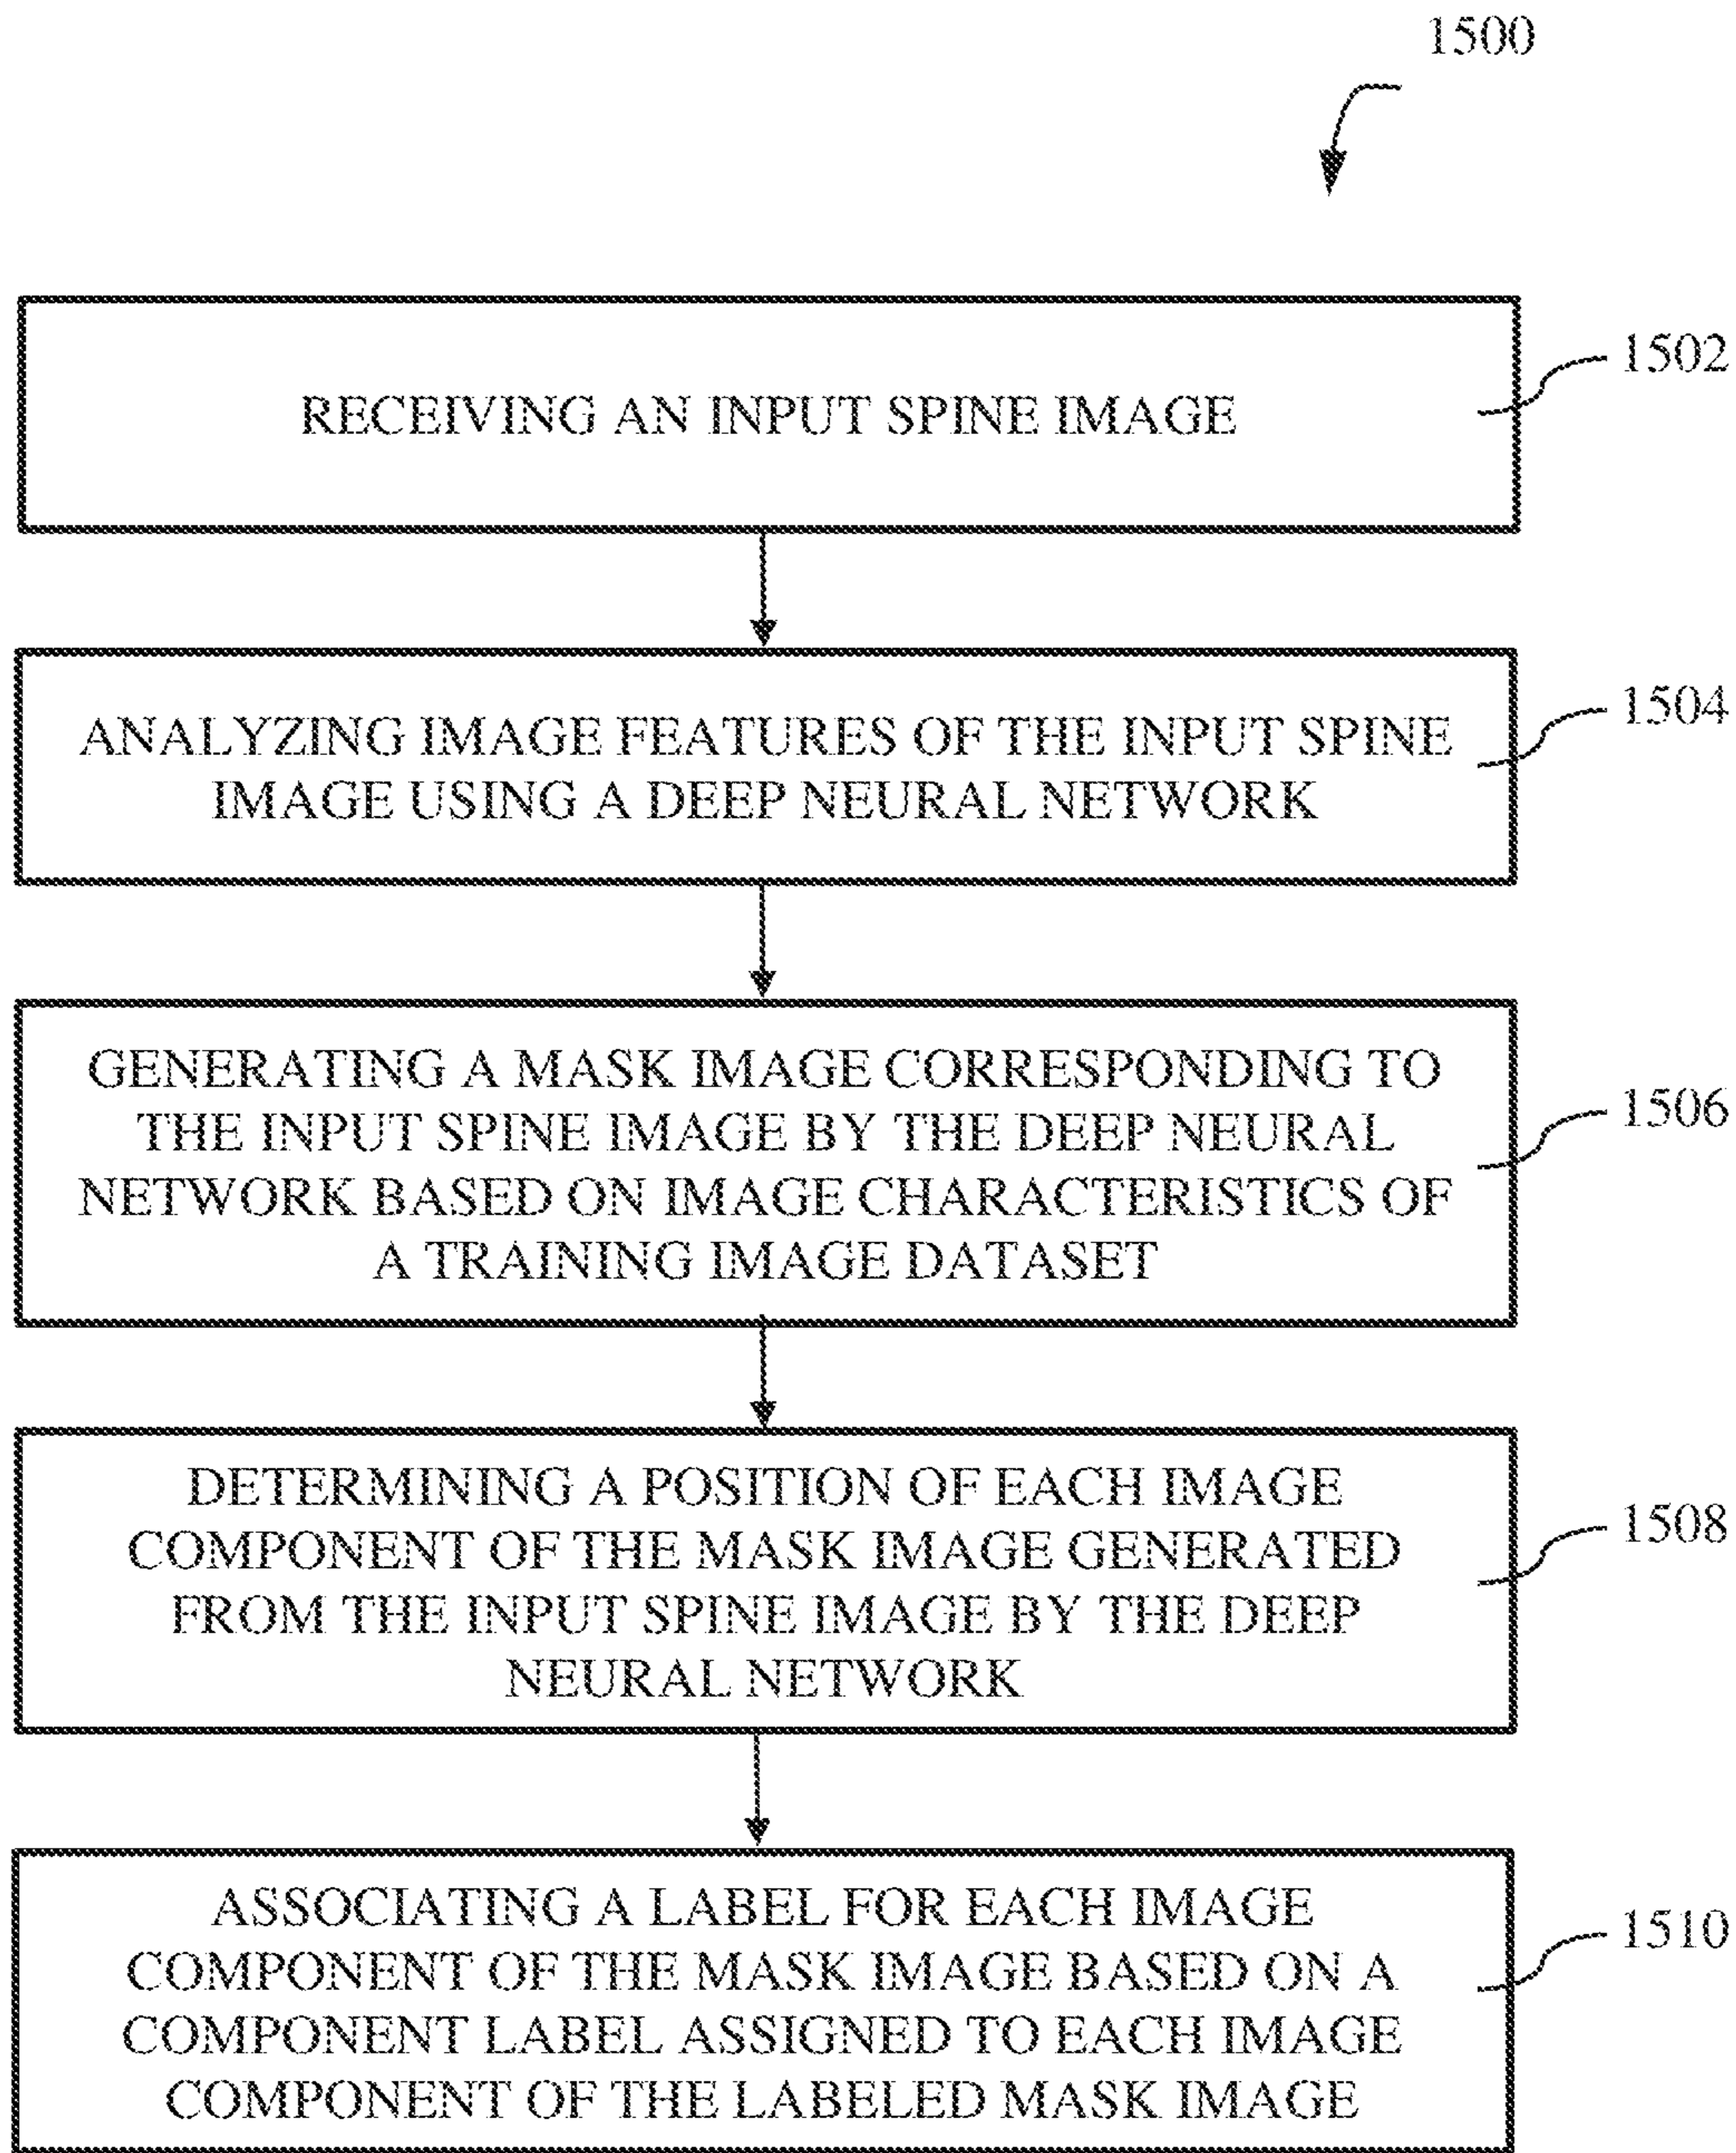 1500
RECEIVING AN INPUT SPINE IMAGE
1502
ANALYZING IMAGE FEATURES OF THE INPUT SPINE
IMAGE USING A DEEP NEURAL NETWORK
1504
GENERATING A MASK IMAGE CORRESPONDING TO
THE INPUT SPINE IMAGE BY THE DEEP NEURAL
NETWORK BASED ON IMAGE CHARACTERISTICS OF
A TRAINING IMAGE DATASET
1506
DETERMINING A POSITION OF EACH IMAGE
COMPONENT OF THE MASK IMAGE GENERATED
FROM THE INPUT SPINE IMAGE BY THE DEEP
NEURAL NETWORK
1508
ASSOCIATING A LABEL FOR EACH IMAGE
COMPONENT OF THE MASK IMAGE BASED ON A
COMPONENT LABEL ASSIGNED TO EACH IMAGE
COMPONENT OF THE LABELED MASK IMAGE
1510